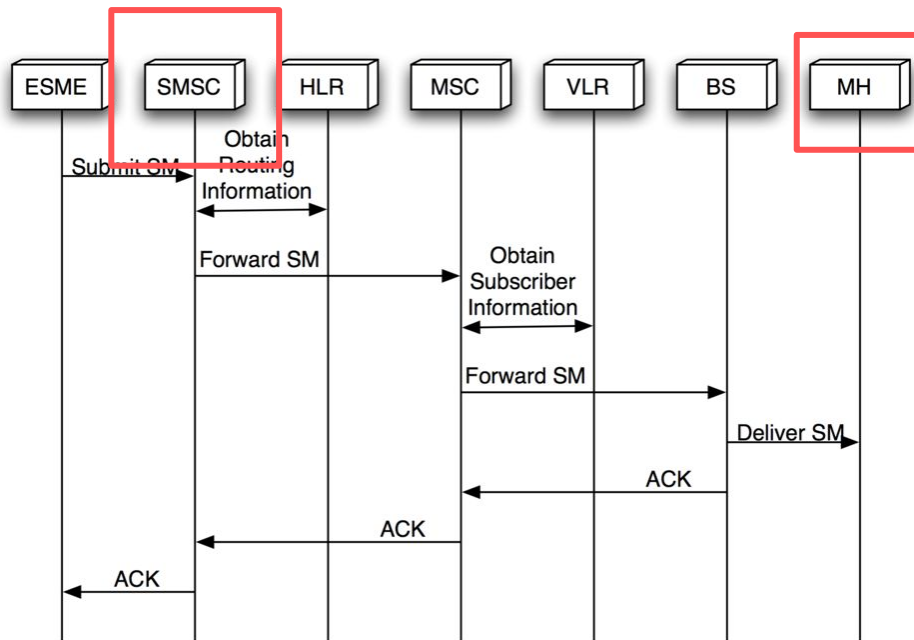 ESME
SMSC
HLR
MSC
VLR
BS
MH
Submit SM
Obtain
Routing
Information
Forward SM
Obtain
Subscriber
Information
Forward SM
Deliver SM
ACK
ACK
ACK